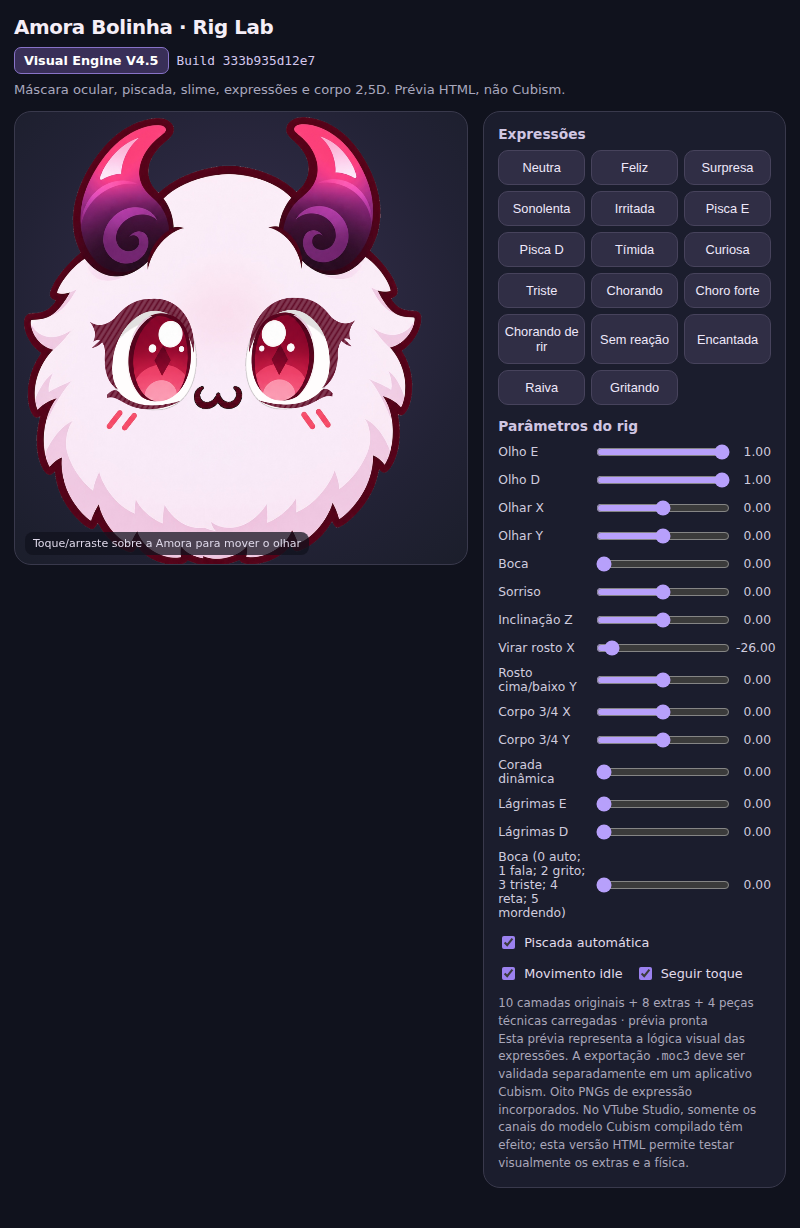 Amora Bolinha · Rig Lab
Visual Engine V4.5 Build 333b935d12e7
Máscara ocular, piscada, slime, expressões e corpo 2,5D. Prévia HTML, não Cubism.
Toque/arraste sobre a Amora para mover o olhar
Expressões
Neutra Feliz Surpresa
Sonolenta Irritada Pisca E
Pisca D Tímida Curiosa
Triste Chorando Choro forte
Chorando de
rir
Sem reação Encantada
Raiva Gritando
Parâmetros do rig
Olho E 1.00
Olho D 1.00
Olhar X 0.00
Olhar Y 0.00
Boca 0.00
Sorriso 0.00
Inclinação Z 0.00
Virar rosto X -26.00
Rosto
cima/baixo Y 0.00
Corpo 3/4 X 0.00
Corpo 3/4 Y 0.00
Corada
dinâmica 0.00
Lágrimas E 0.00
Lágrimas D 0.00
Boca (0 auto;
1 fala; 2 grito;
3 triste; 4
reta; 5
mordendo) 0.00
Piscada automática
Movimento idle Seguir toque
10 camadas originais + 8 extras + 4 peças
técnicas carregadas · prévia pronta
Esta prévia representa a lógica visual das
expressões. A exportação .moc3 deve ser
validada separadamente em um aplicativo
Cubism. Oito PNGs de expressão
incorporados. No VTube Studio, somente os
canais do modelo Cubism compilado têm
efeito; esta versão HTML permite testar
visualmente os extras e a física.